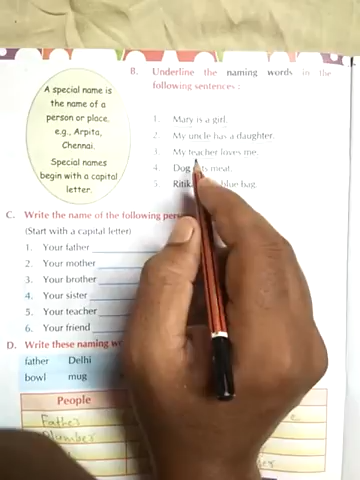 B. Underline the naming words in the
following sentences :
A special name is
the name of a
person or place.
e.g., Arpita,
Chennai.
Special names
begin with a capital
letter.
1. Mary is a girl.
2. My uncle has a daughter.
3. My teacher loves me.
4. Dog meat.
5. blue bag.
C. Write the name of the following
(Start with a capital letter)
1. Your father
2. Your mother
3. Your brother
4. Your sister
5. Your teacher
6. Your friend
D. Write these naming
father Delhi
bowl mug
People
Father
Plumber